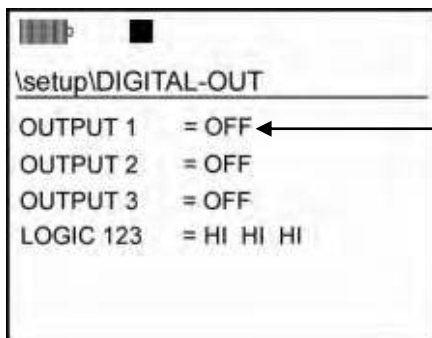 \setup\DIGITAL-OUT
OUTPUT 1 = OFF
OUTPUT 2 = OFF
OUTPUT 3 = OFF
LOGIC 123 = HI HI HI